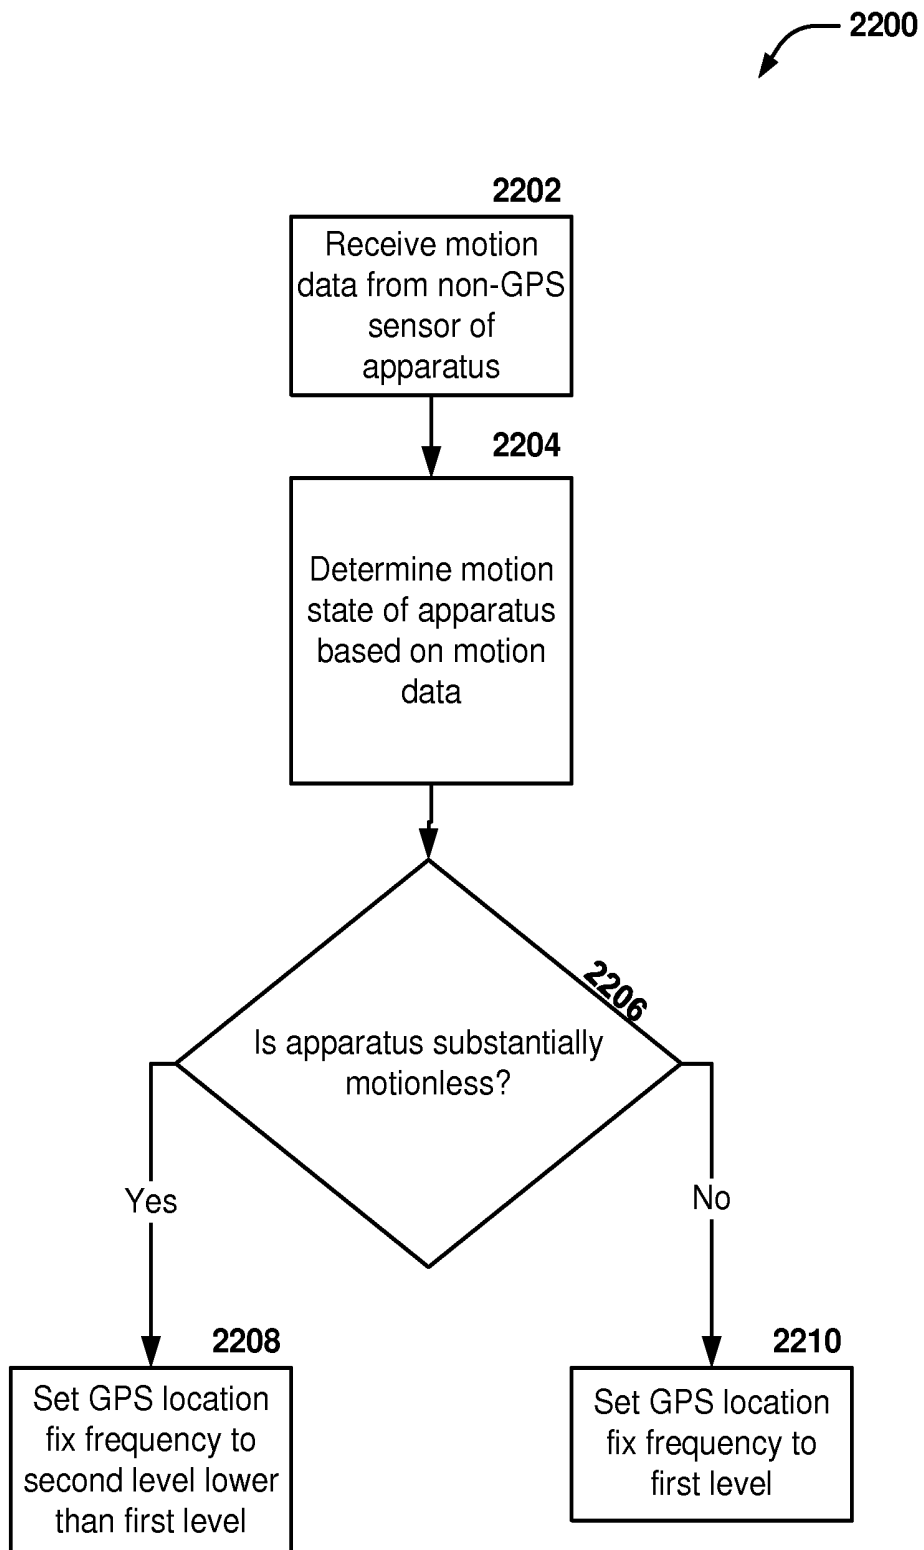 2200
2202
Receive motion
data from non-GPS
sensor of
apparatus
2204
Determine motion
state of apparatus
based on motion
data
2206
Is apparatus substantially
motionless?
Yes
No
2208
Set GPS location
fix frequency to
second level lower
than first level
2210
Set GPS location
fix frequency to
first level